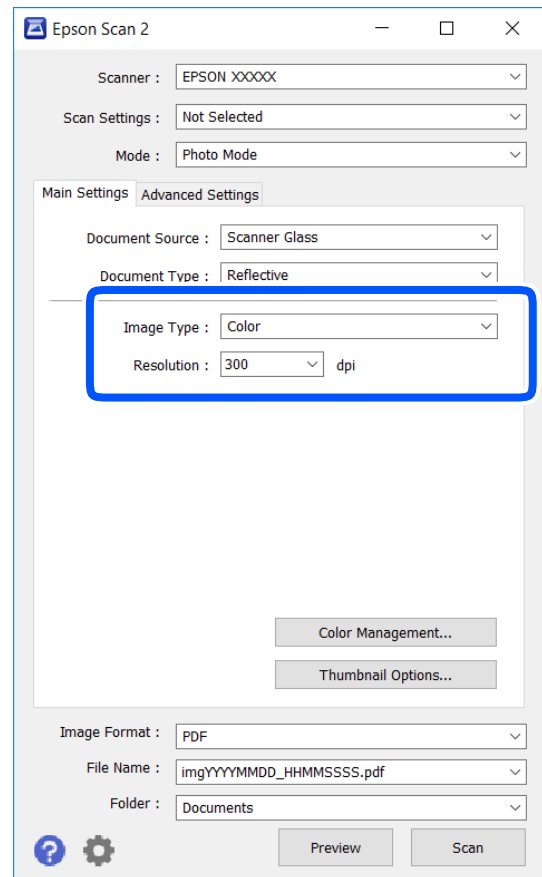 Epson Scan 2
Scanner : EPSON XXXXX
Scan Settings : Not Selected
Mode : Photo Mode
Main Settings Advanced Settings
Document Source : Scanner Glass
Document Type : Reflective
Image Type : Color
Resolution : 300 dpi
Color Management...
Thumbnail Options...
Image Format : PDF
File Name : imgYYYYMMDD_HHMMSSSS.pdf
Folder : Documents
? Preview Scan